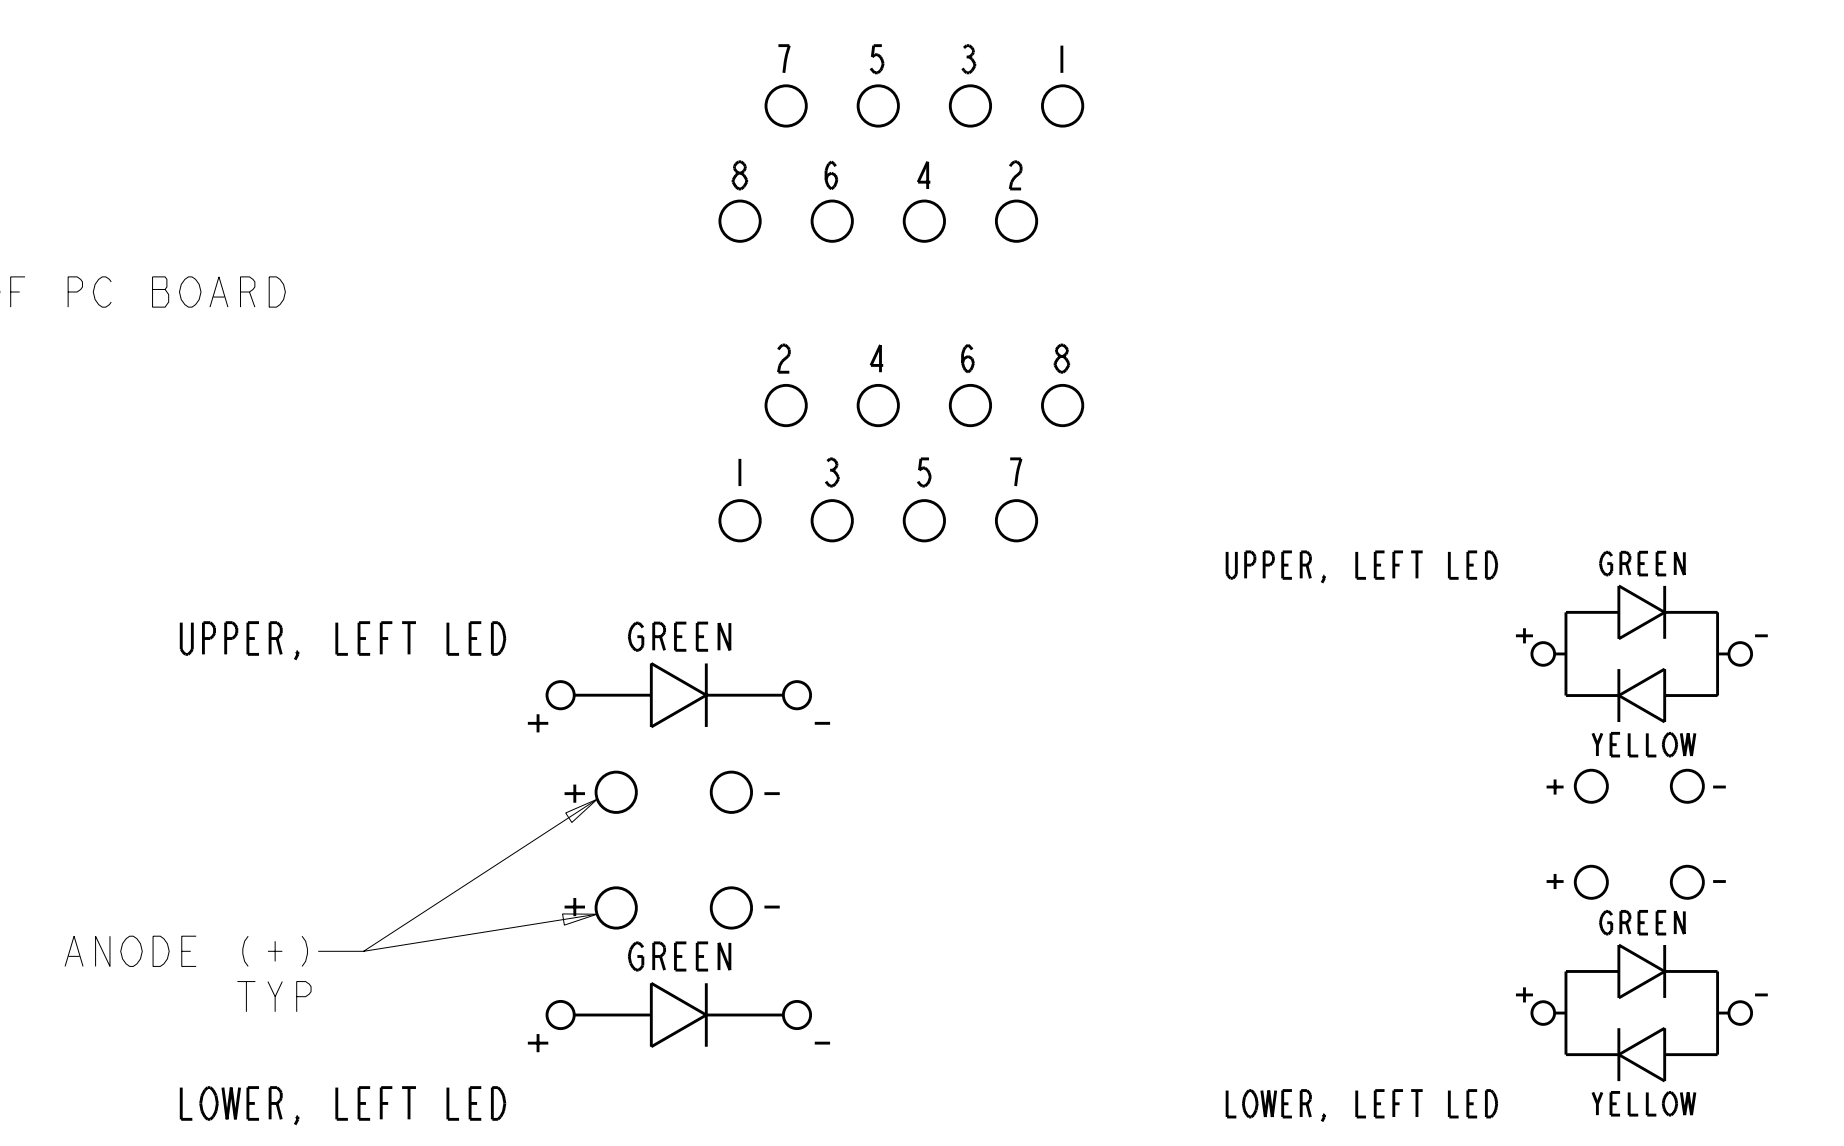 7 5 3 1
8 6 4 2
F PC BOARD
2 4 6 8
1 3 5 7
UPPER, LEFT LED
GREEN
+ -
+ -
+ -
GREEN
+ -
ANODE (+)
TYP
LOWER, LEFT LED
UPPER, LEFT LED
GREEN
+ -
YELLOW
+ -
+ -
GREEN
+ -
LOWER, LEFT LED
YELLOW